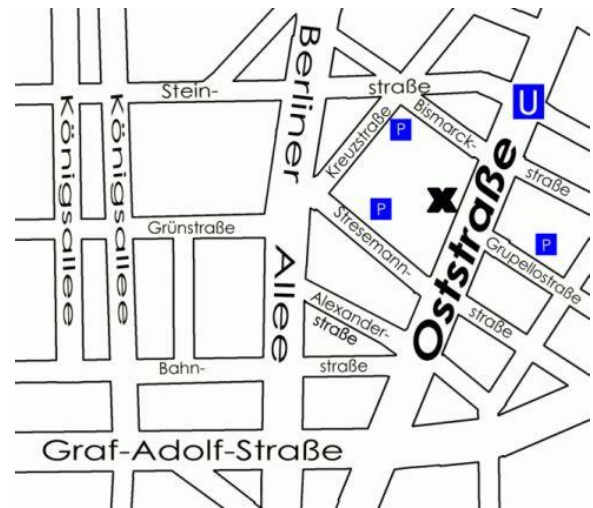 Stein-
straße
Berliner
Allee
Königsallee
Königsallee
Kreuzstraße
Bismarck-
straße
U
P
P
P
X
Oststraße
Grünstraße
Stresemann-
straße
Grupellostraße
Alexander-
straße
Bahn-
straße
Graf-Adolf-Straße